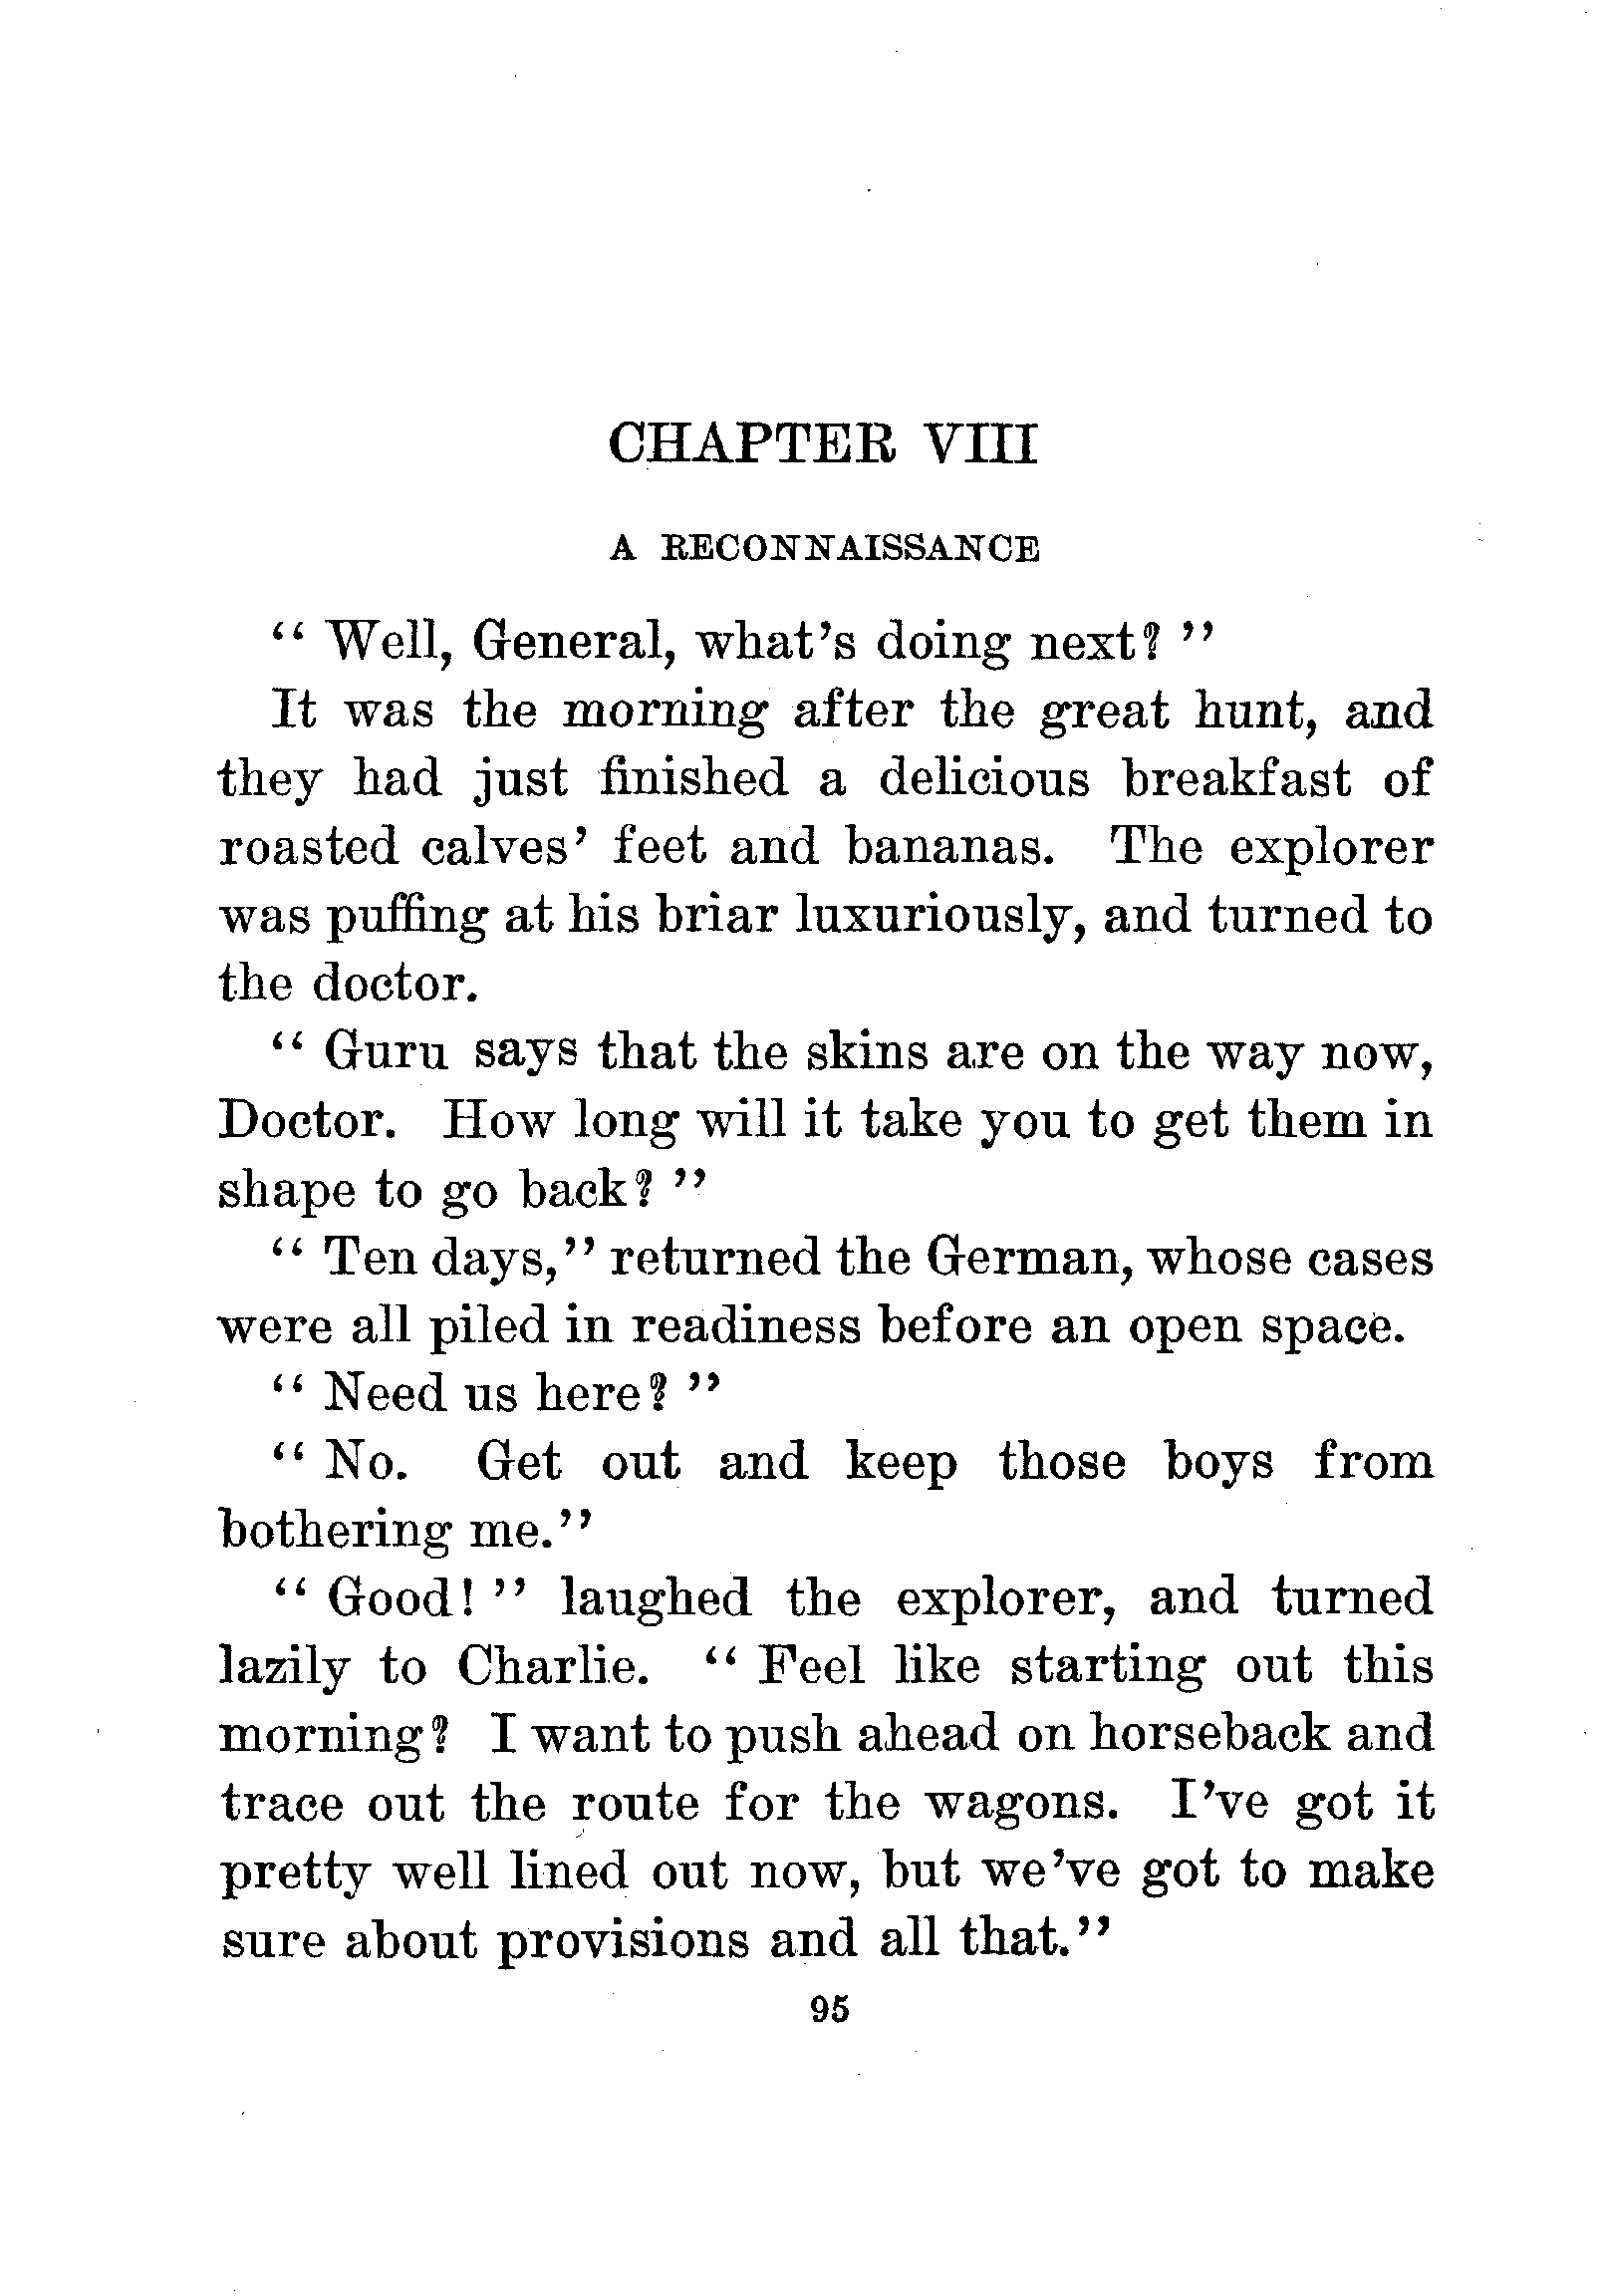 CHAPTER VIII
A RECONNAISSANCE
“ Well, General, what’s doing next? ”
It was the morning after the great hunt, and
they had just finished a delicious breakfast of
roasted calves’ feet and bananas. The explorer
was puffing at his briar luxuriously, and turned to
the doctor.
“ Guru says that the skins are on the way now,
Doctor. How long will it take you to get them in
shape to go back? ”
“ Ten days,” returned the German, whose cases
were all piled in readiness before an open space.
“ Need us here? ”
“ No. Get out and keep those boys from
bothering me.”
“ Good! ” laughed the explorer, and turned
lazily to Charlie. “ Feel like starting out this
morning? I want to push ahead on horseback and
trace out the route for the wagons. I’ve got it
pretty well lined out now, but we’ve got to make
sure about provisions and all that.”
95